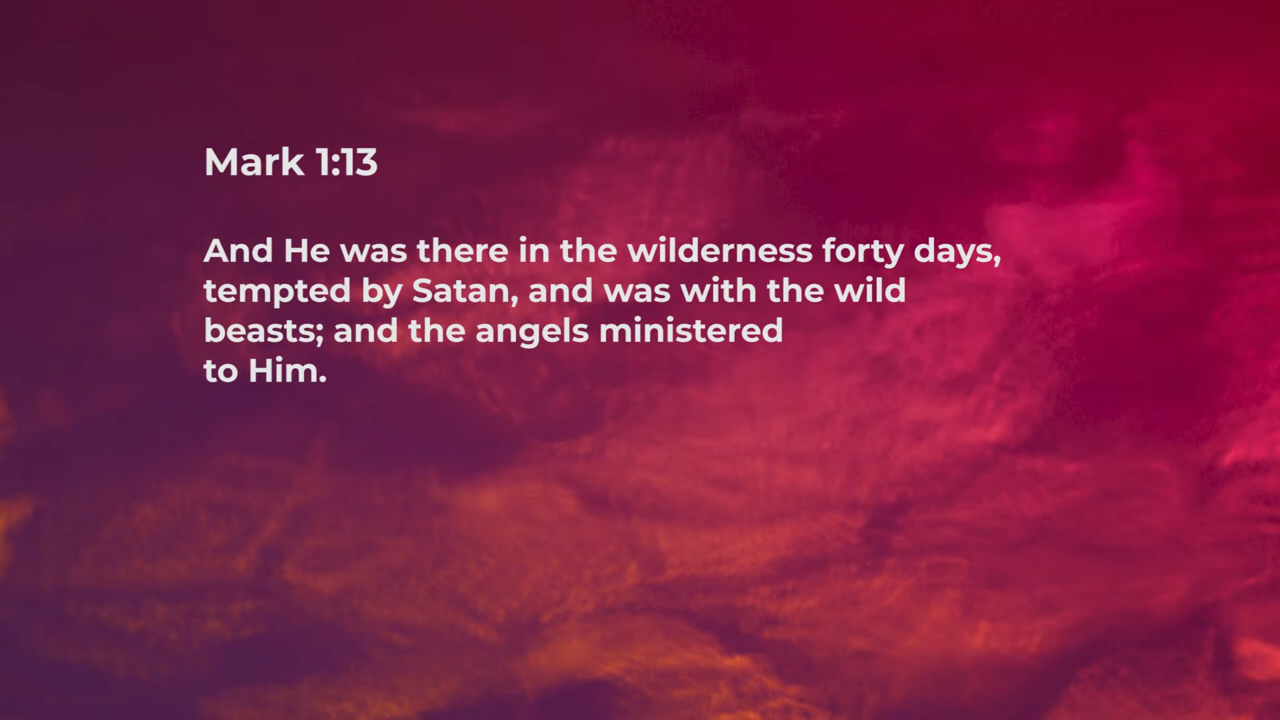 Mark 1:13
And He was there in the wilderness forty days,
tempted by Satan, and was with the wild
beasts; and the angels ministered
to Him.